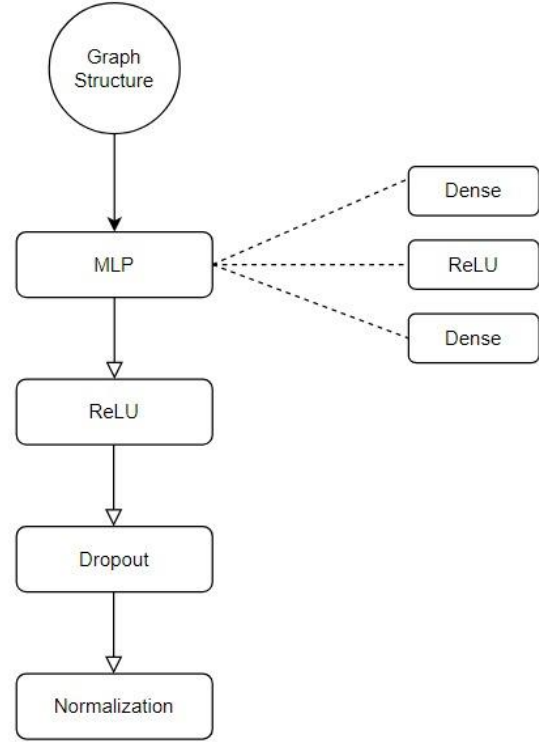 Graph
Structure
MLP
Dense
ReLU
Dense
ReLU
Dropout
Normalization